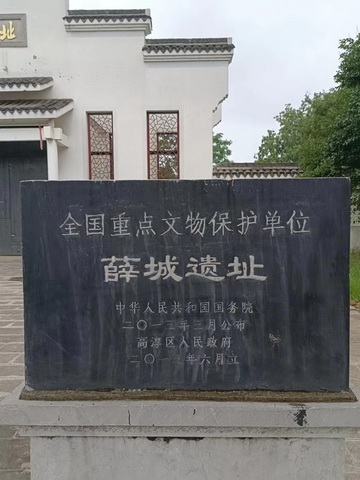 址
全国重点文物保护单位
薛城遗址
中华人民共和国国务院
二〇一三年三月公布
高淳区人民政府
二〇一三年六月立